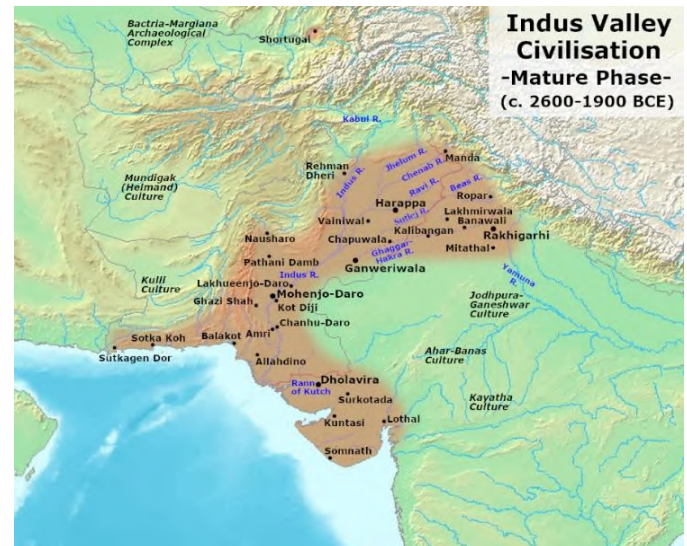 Indus Valley
Civilisation
-Mature Phase-
(c. 2600-1900 BCE)
Bactria-Margiana
Archaeological
Complex
Shortugai
Kabul R.
Mundigak
(Helmand)
Culture
Rehman
Dheri
Indus R.
Jhelum R.
Chenab R.
Ravi R.
Beas R.
Manda
Harappa
Ropar
Sutlej R.
Lakhmirwala
Banawali
Vainiwal
Kalibangan
Rakhigarhi
Chapuwala
Mitathal
Nausharo
Ghaggar-
Hakra R.
Pathani Damb
Ganweriwala
Yamuna
R.
Kulli
Culture
Lakhueenjo-Daro
Indus R.
Mohenjo-Daro
Ghazi Shah
Kot Diji
Jodhpura-
Ganeshwar
Culture
Chanhu-Daro
Amri
Sotka Koh
Balakot
Sutkagen Dor
Allahdino
Ahar-Banas
Culture
Rann
of Kutch
Dholavira
Surkotada
Kayatha
Culture
Kuntasi
Lothal
Somnath